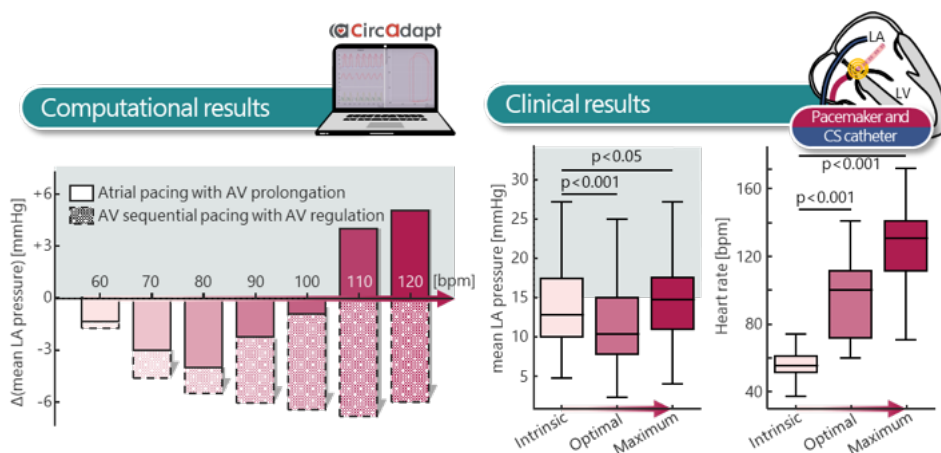 CircAdapt
Computational results
+6
+3
0
-3
-6
Δ(mean LA pressure) [mmHg]
Atrial pacing with AV prolongation
AV sequential pacing with AV regulation
60
70
80
90
100
110
120
[bpm]
Clinical results
LA
LV
Pacemaker and
CS catheter
mean LA pressure [mmHg]
30
25
20
15
10
5
p<0.05
p<0.001
Intrinsic
Optimal
Maximum
Heart rate [bpm]
160
120
80
40
p<0.001
p<0.001
Intrinsic
Optimal
Maximum